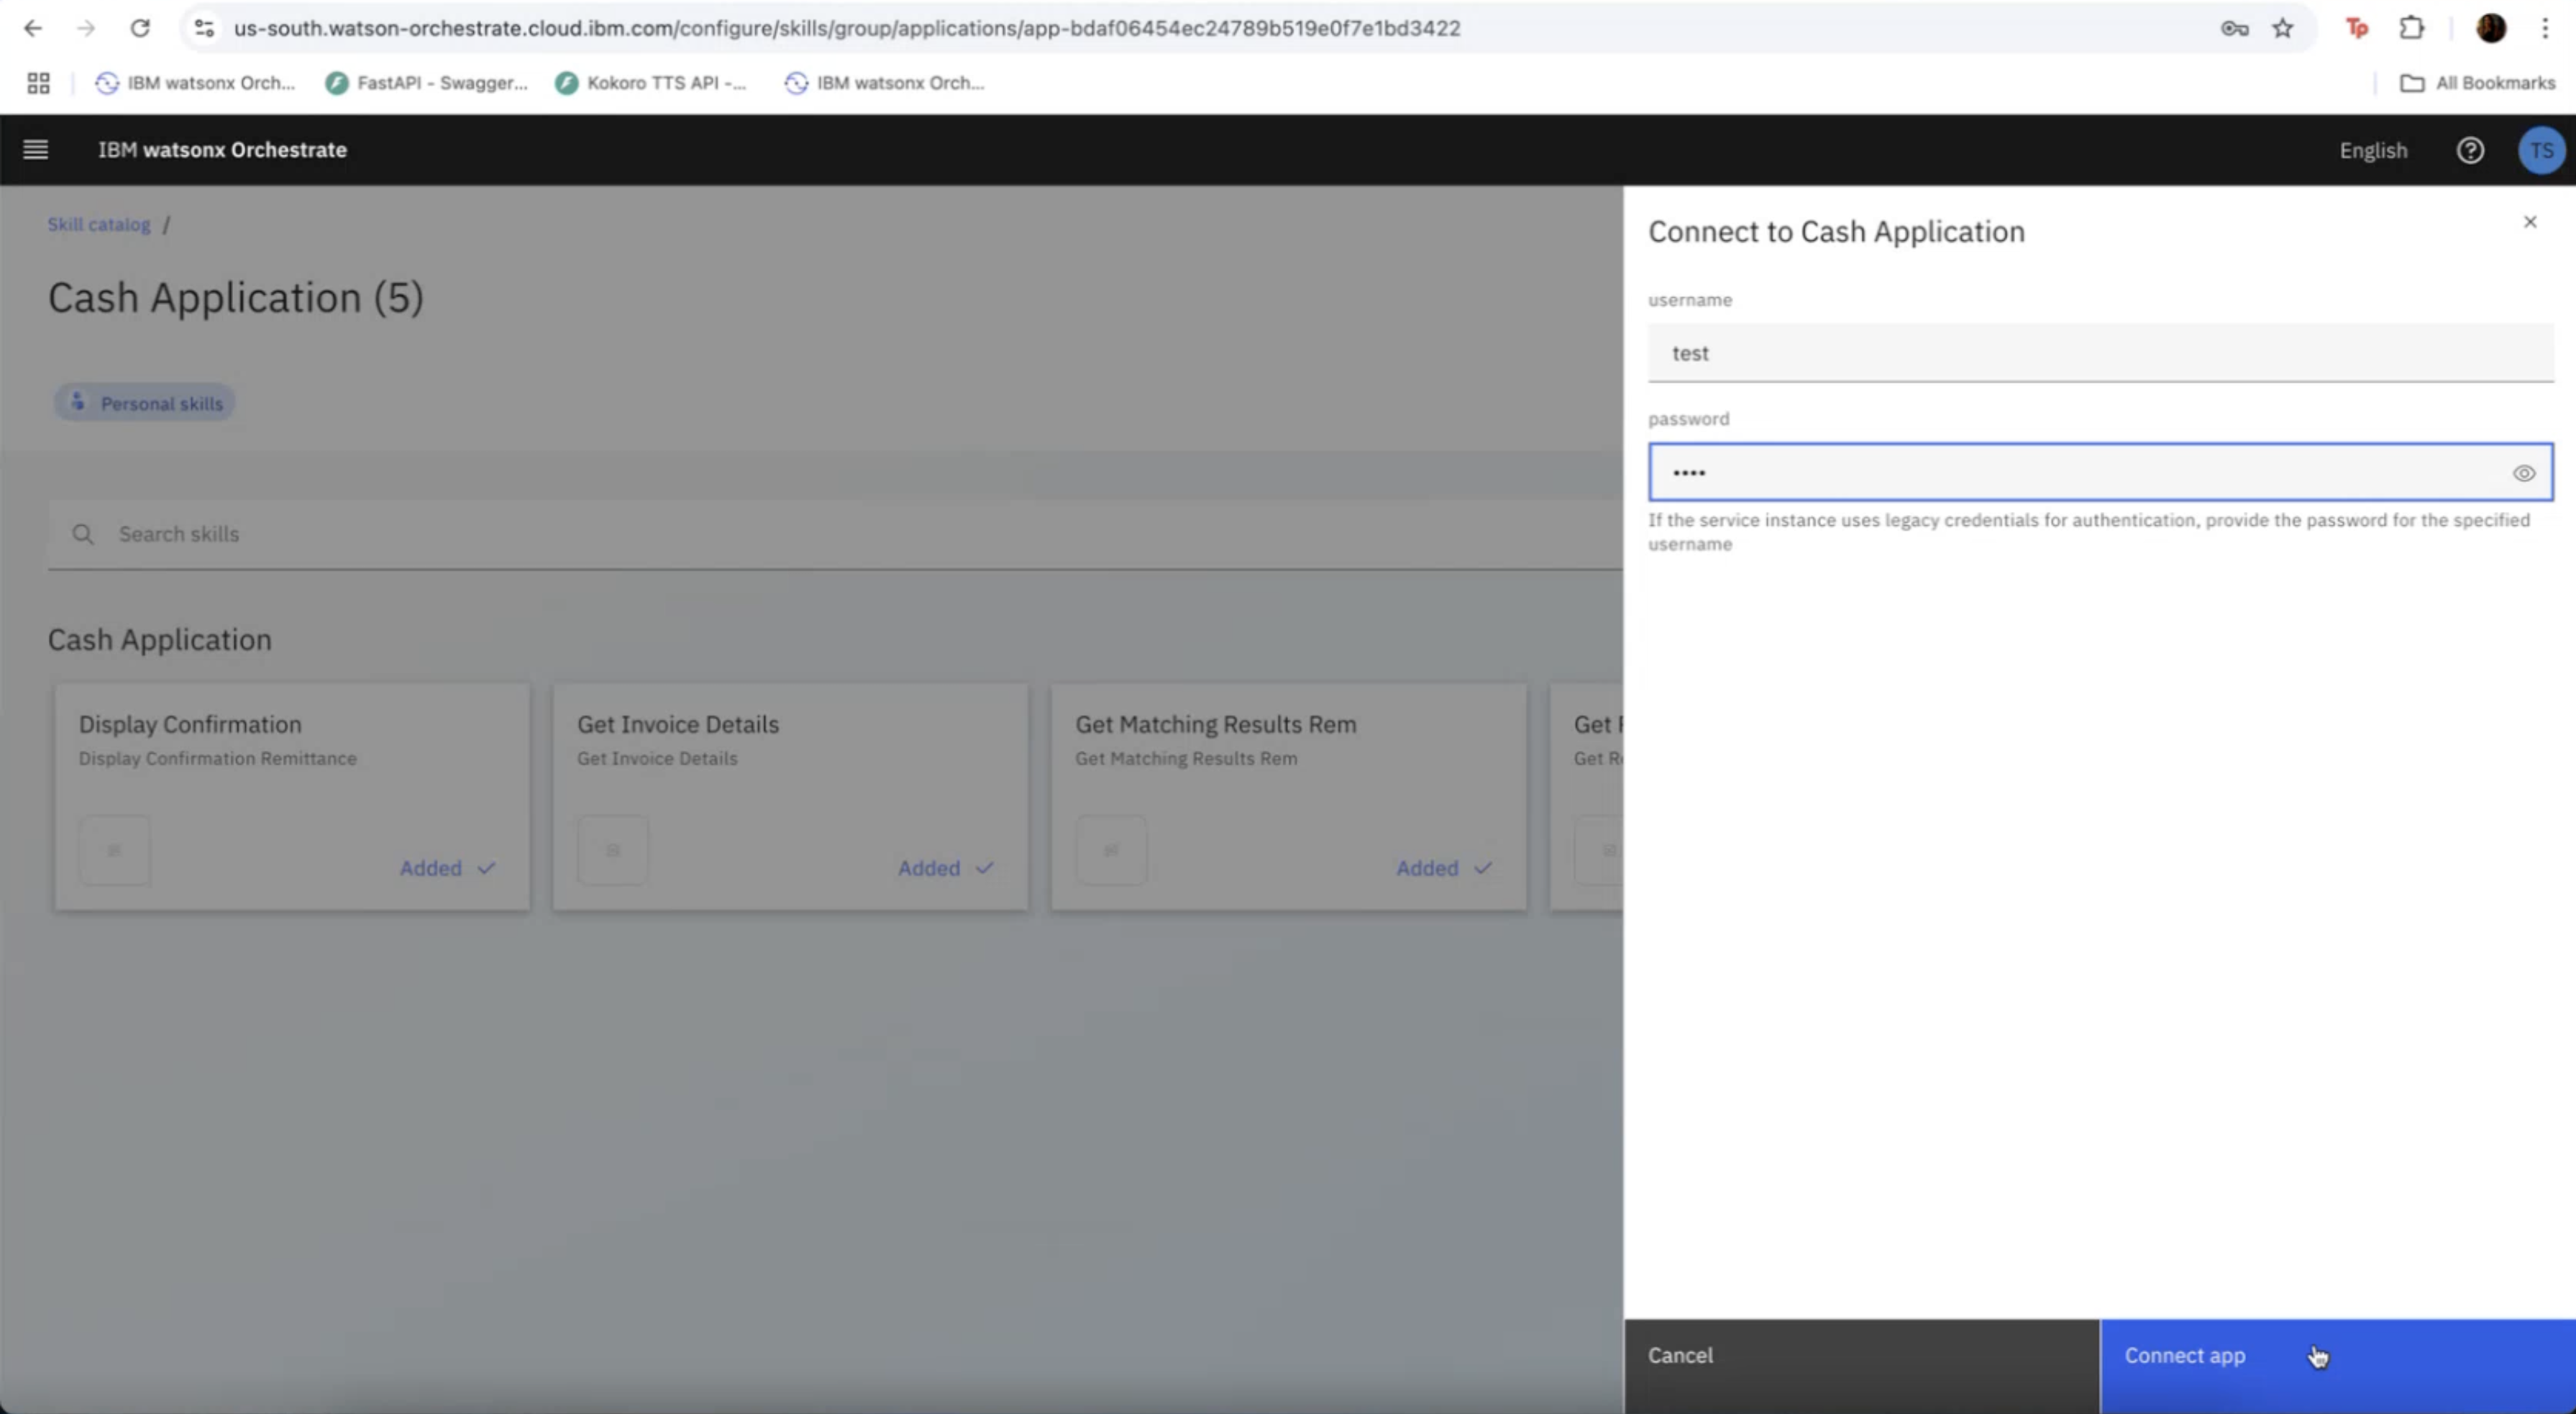 us-south.watson-orchestrate.cloud.ibm.com/configure/skills/group/applications/app-bdaf06454ec24789b519e0f7e1bd3422
Tp
IBM watsonx Orch...
FastAPI - Swagger...
Kokoro TTS API -...
IBM watsonx Orch...
All Bookmarks
IBM watsonx Orchestrate
English
TS
Skill catalog /
Cash Application (5)
Personal skills
Search skills
Cash Application
Display Confirmation
Display Confirmation Remittance
Added
Get Invoice Details
Get Invoice Details
Added
Get Matching Results Rem
Get Matching Results Rem
Added
Get
Get
Connect to Cash Application
username
test
password
••••
If the service instance uses legacy credentials for authentication, provide the password for the specified
username
Cancel
Connect app